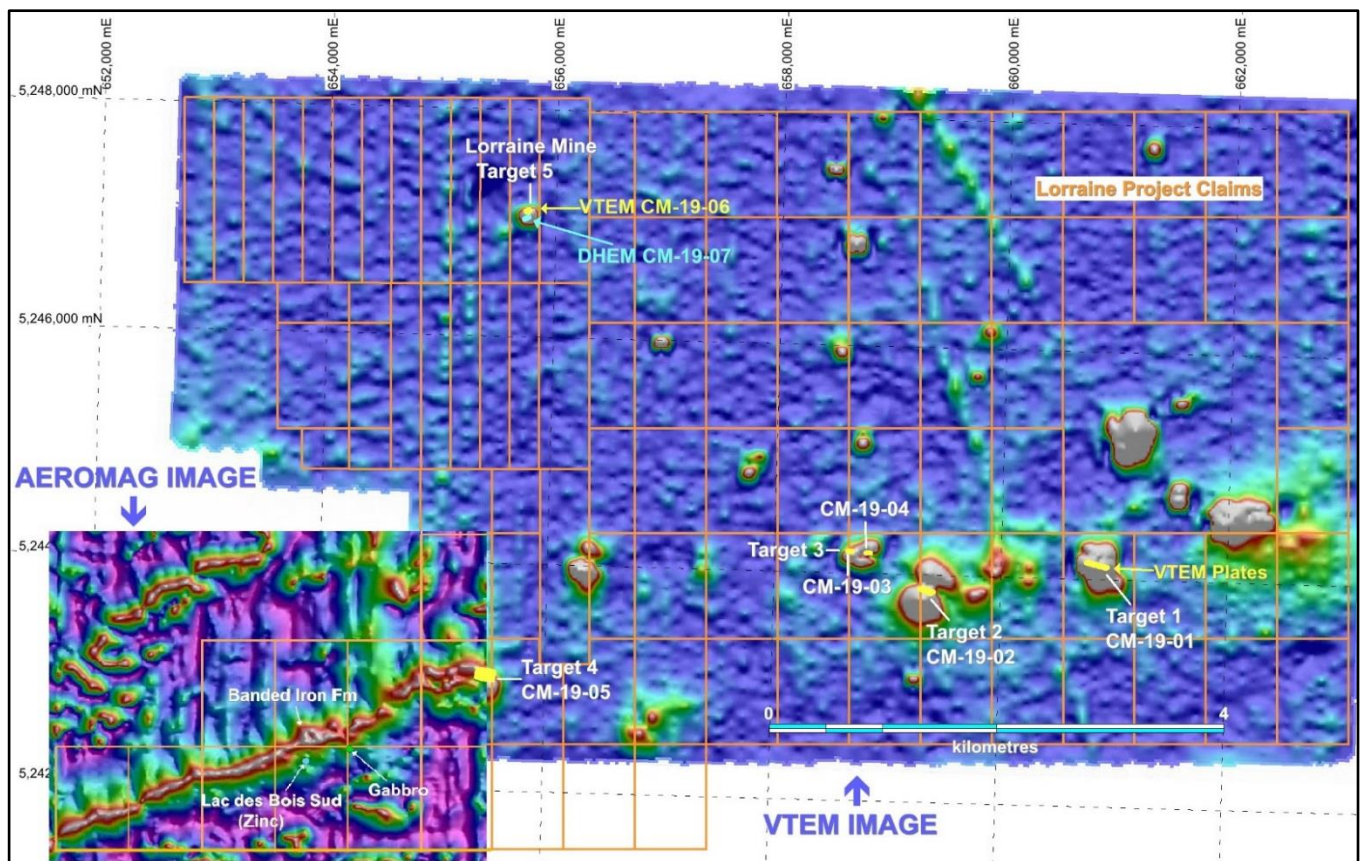 652,000 mE
654,000 mE
656,000 mE
658,000 mE
660,000 mE
662,000 mE
5,248,000 mN
Lorraine Mine
Target 5
Lorraine Project Claims
VTEM CM-19-06
DHEM CM-19-07
5,246,000 mN
AEROMAG IMAGE
CM-19-04
5,244
Target 3
VTEM Plates
CM-19-03
Target 1
CM-19-01
Target 2
CM-19-02
Target 4
CM-19-05
Banded Iron Fm
0
4
kilometres
5,242
Gabbro
Lac des Bois Sud
(Zinc)
VTEM IMAGE